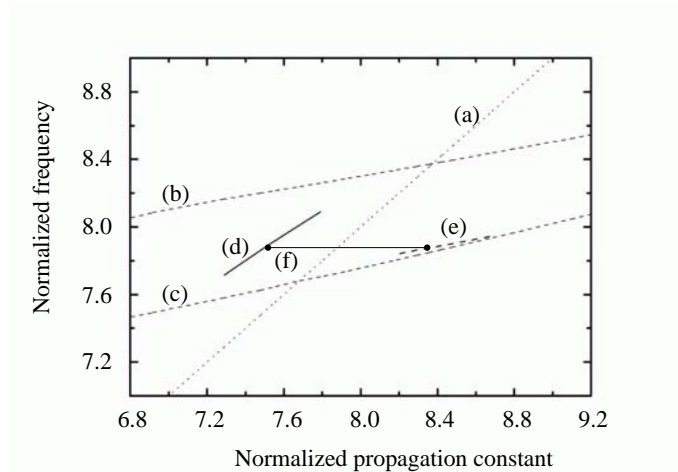 Normalized frequency
8.8
8.4
8.0
7.6
7.2
(a)
(b)
(c)
(d)
(e)
(f)
6.8 7.2 7.6 8.0 8.4 8.8 9.2
Normalized propagation constant